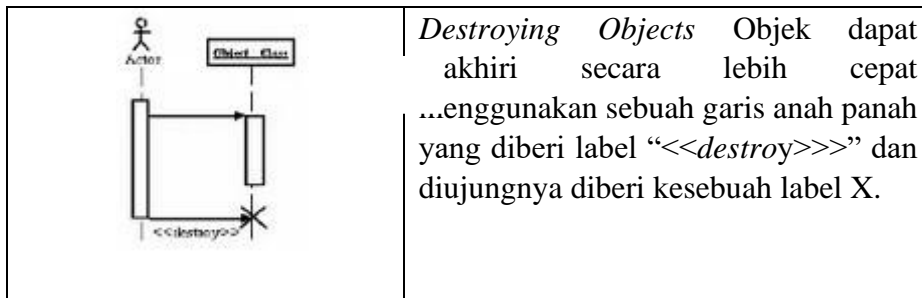 Actor
Object : Class
<<destroy>>
Destroying Objects Objek dapat
akhiri secara lebih cepat
enggunakan sebuah garis anah panah
yang diberi label “<<destroy>>>” dan
diujungnya diberi kesebuah label X.